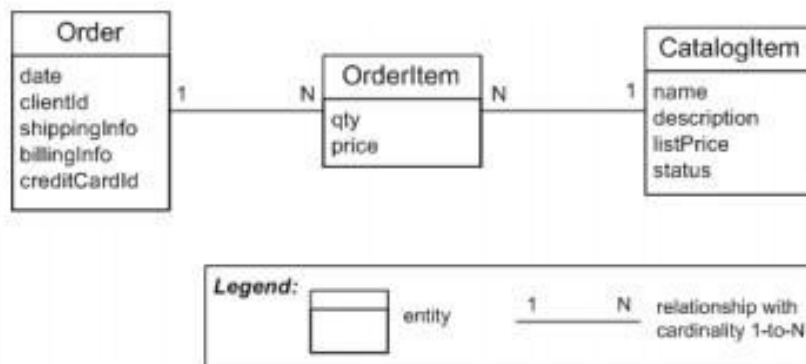 Order
date
clientId
shippingInfo
billingInfo
creditCardId
1
N
OrderItem
qty
price
N
1
CatalogItem
name
description
listPrice
status
Legend:
entity
1
N
relationship with
cardinality 1-to-N